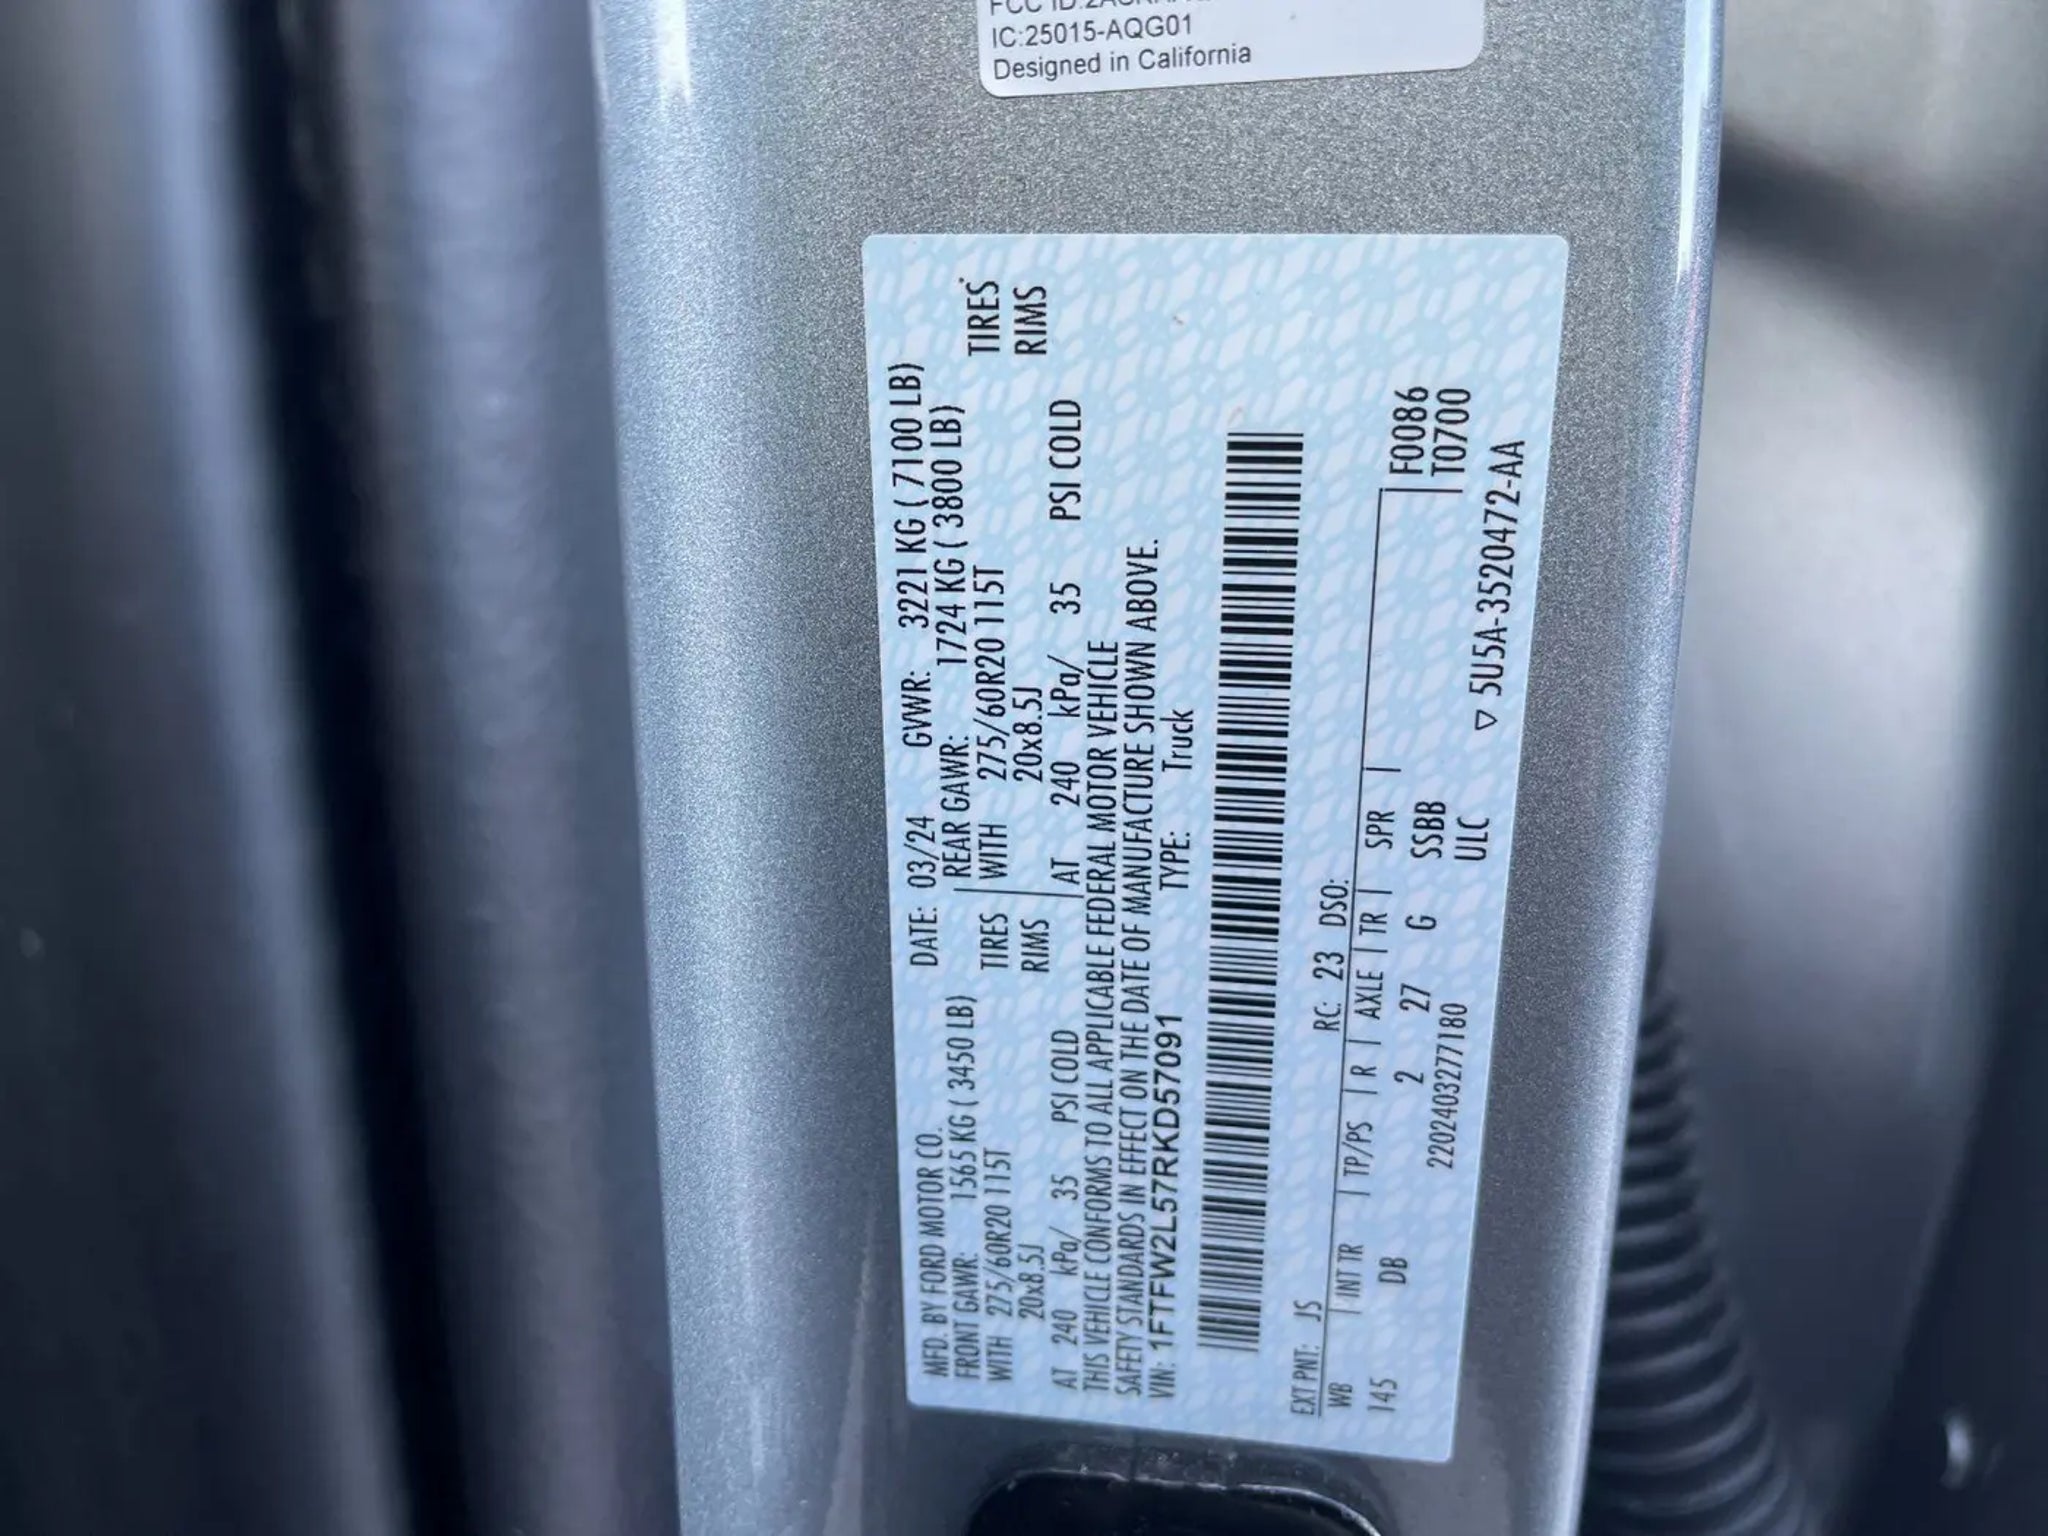 IC:25015-AQG01
Designed in California
MFD. BY FORD MOTOR CO. DATE: 03/24 GVWR: 3221 KG ( 7100 LB)
FRONT GAWR: 1565 KG ( 3450 LB) REAR GAWR: 1724 KG ( 3800 LB)
WITH 275/60R20 115T TIRES WITH 275/60R20 115T TIRES
20x8.5J RIMS 20x8.5J RIMS
AT 240 kPa/ 35 PSI COLD AT 240 kPa/ 35 PSI COLD
THIS VEHICLE CONFORMS TO ALL APPLICABLE FEDERAL MOTOR VEHICLE
SAFETY STANDARDS IN EFFECT ON THE DATE OF MANUFACTURE SHOWN ABOVE.
VIN: 1FTFW2L57RKD57091 TYPE: Truck
EXT PNT: JS RC: 23 DSO:
WB INT TR TP/PS R AXLE TR SPR F0086
145 DB 2 27 G SSBB T0700
2202403277180 ULC
▽ 5U5A-3520472-AA